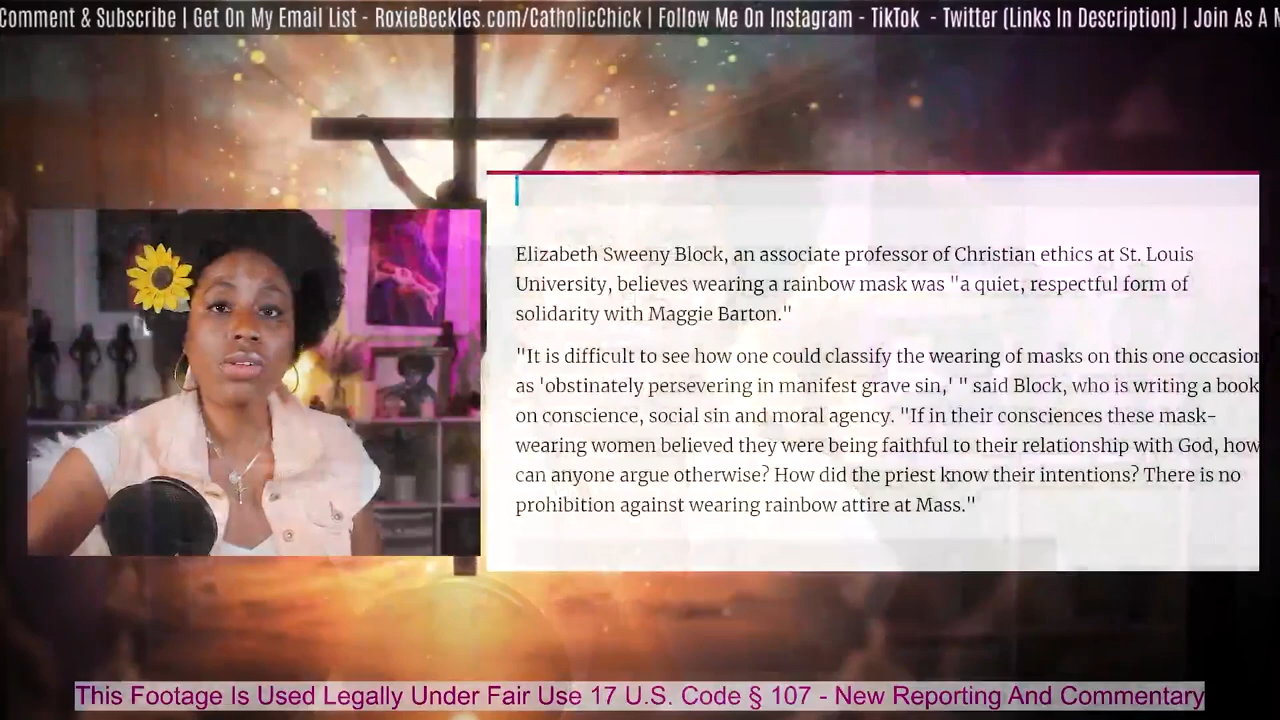 Comment & Subscribe | Get On My Email List - RoxieBeckles.com/CatholicChick | Follow Me On Instagram - TikTok - Twitter (Links In Description) | Join As A
Elizabeth Sweeny Block, an associate professor of Christian ethics at St. Louis
University, believes wearing a rainbow mask was "a quiet, respectful form of
solidarity with Maggie Barton."
"It is difficult to see how one could classify the wearing of masks on this one occasion
as 'obstinately persevering in manifest grave sin,' " said Block, who is writing a book
on conscience, social sin and moral agency. "If in their consciences these mask-
wearing women believed they were being faithful to their relationship with God, how
can anyone argue otherwise? How did the priest know their intentions? There is no
prohibition against wearing rainbow attire at Mass."
This Footage Is Used Legally Under Fair Use 17 U.S. Code § 107 - New Reporting And Commentary